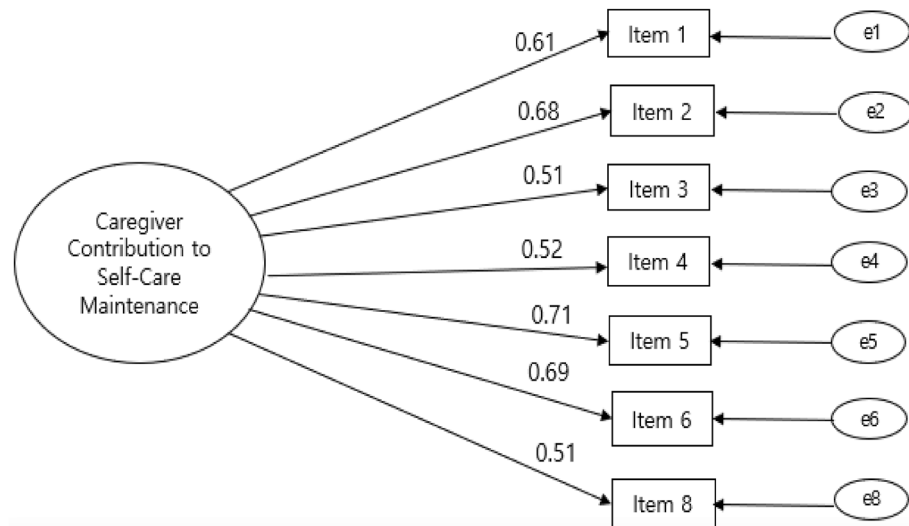 Caregiver
Contribution to
Self-Care
Maintenance
0.61
0.68
0.51
0.52
0.71
0.69
0.51
Item 1
Item 2
Item 3
Item 4
Item 5
Item 6
Item 8
e1
e2
e3
e4
e5
e6
e8